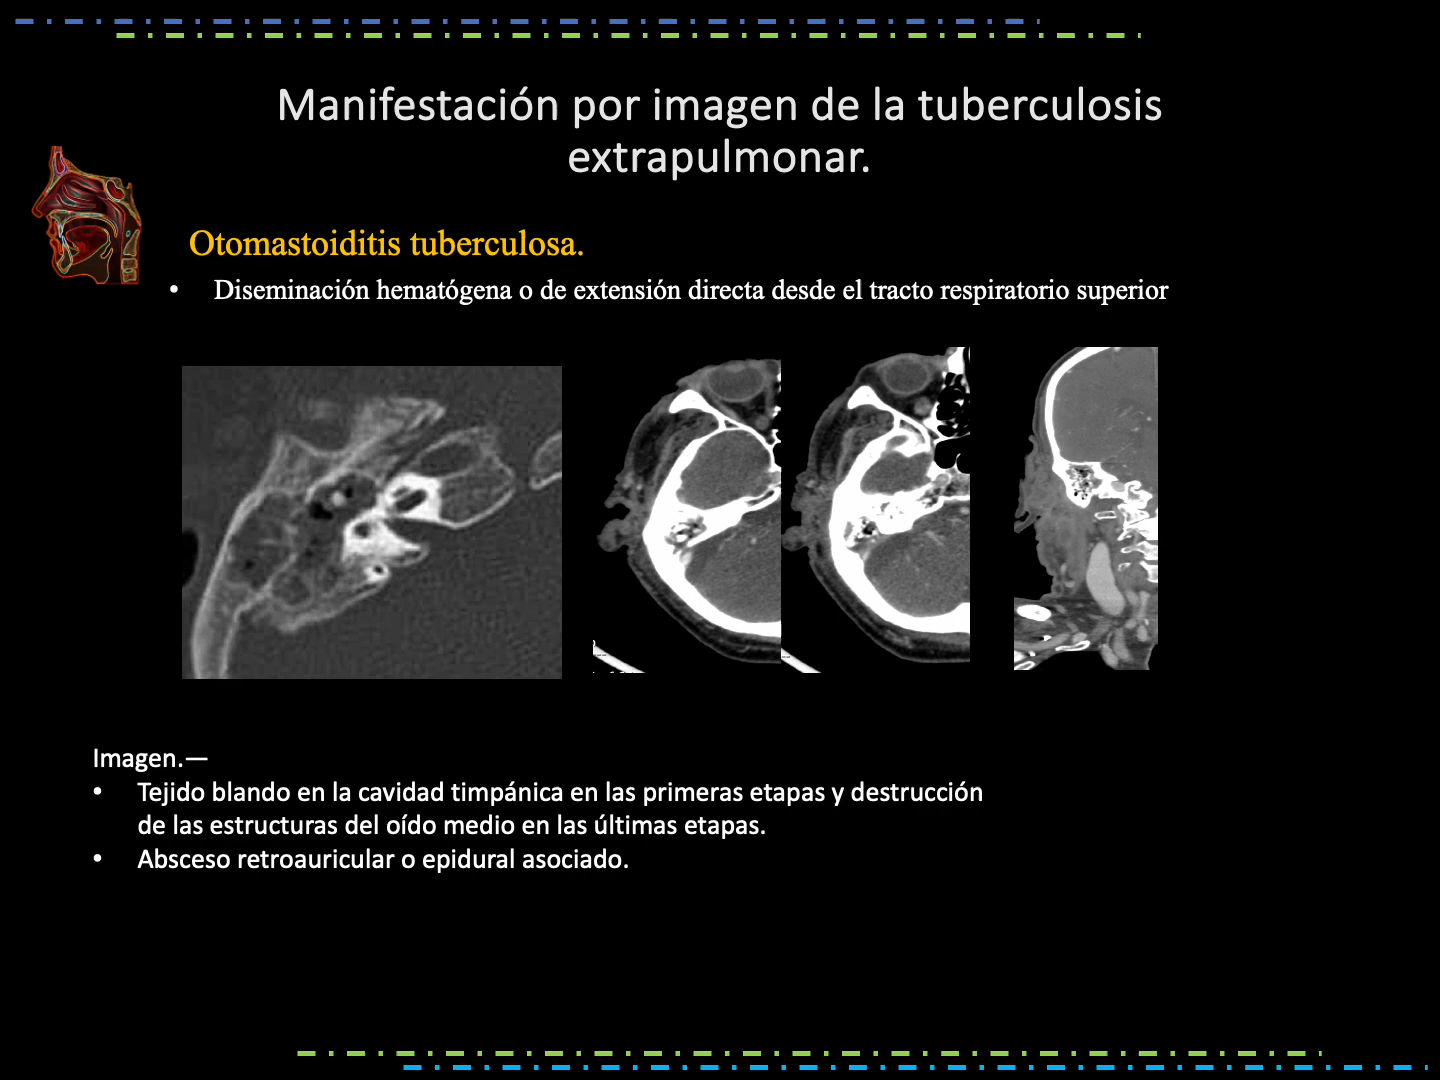 Manifestación por imagen de la tuberculosis
extrapulmonar.
Otomastoiditis tuberculosa.
• Diseminación hematógena o de extensión directa desde el tracto respiratorio superior
Imagen.—
• Tejido blando en la cavidad timpánica en las primeras etapas y destrucción
de las estructuras del oído medio en las últimas etapas.
• Absceso retroauricular o epidural asociado.